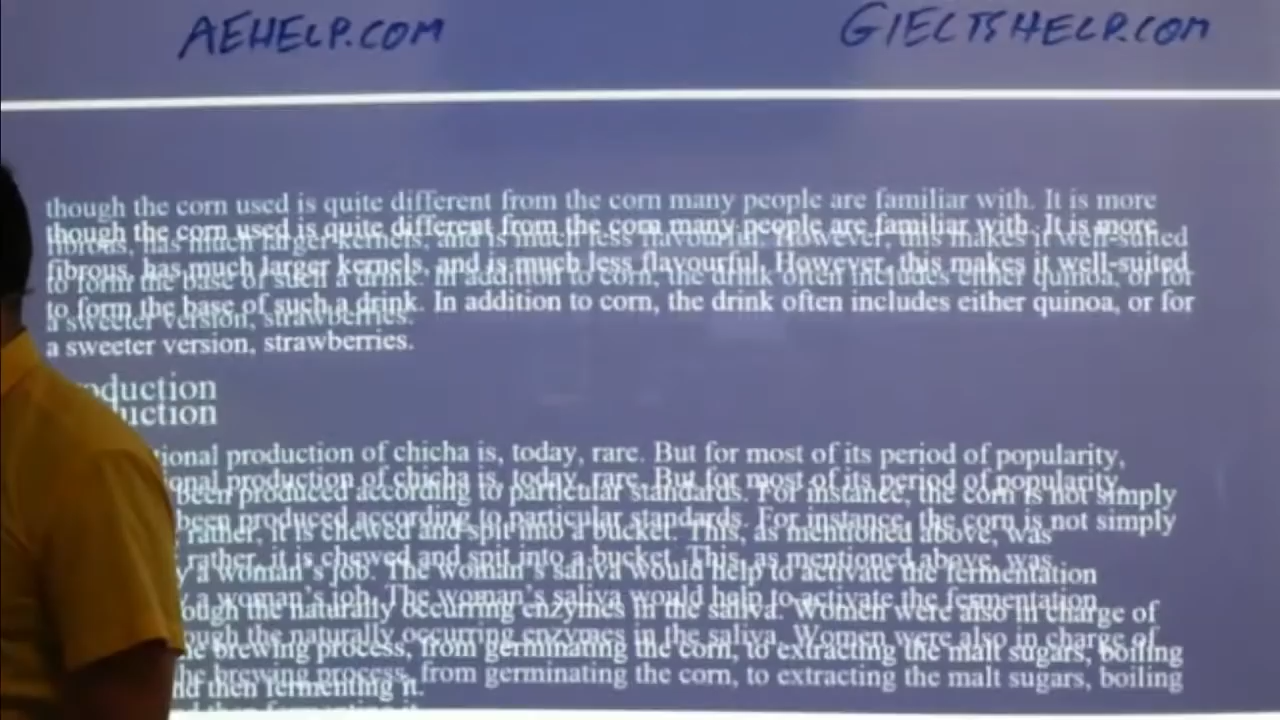 AEHELP.COM
GIELTSHELP.COM
though the corn used is quite different from the corn many people are familiar with. It is more
fibrous, has much larger kernels, and is much less flavourful. However, this makes it well-suited
to form the base of such a drink. In addition to corn, the drink often includes either quinoa, or for
a sweeter version, strawberries.
oduction
ional production of chicha is, today, rare. But for most of its period of popularity,
been produced according to particular standards. For instance, the corn is not simply
rather, it is chewed and spit into a bucket. This, as mentioned above, was
y a woman's job. The woman's saliva would help to activate the fermentation
ough the naturally occurring enzymes in the saliva. Women were also in charge of
he brewing process, from germinating the corn, to extracting the malt sugars, boiling
nd then fermenting it.